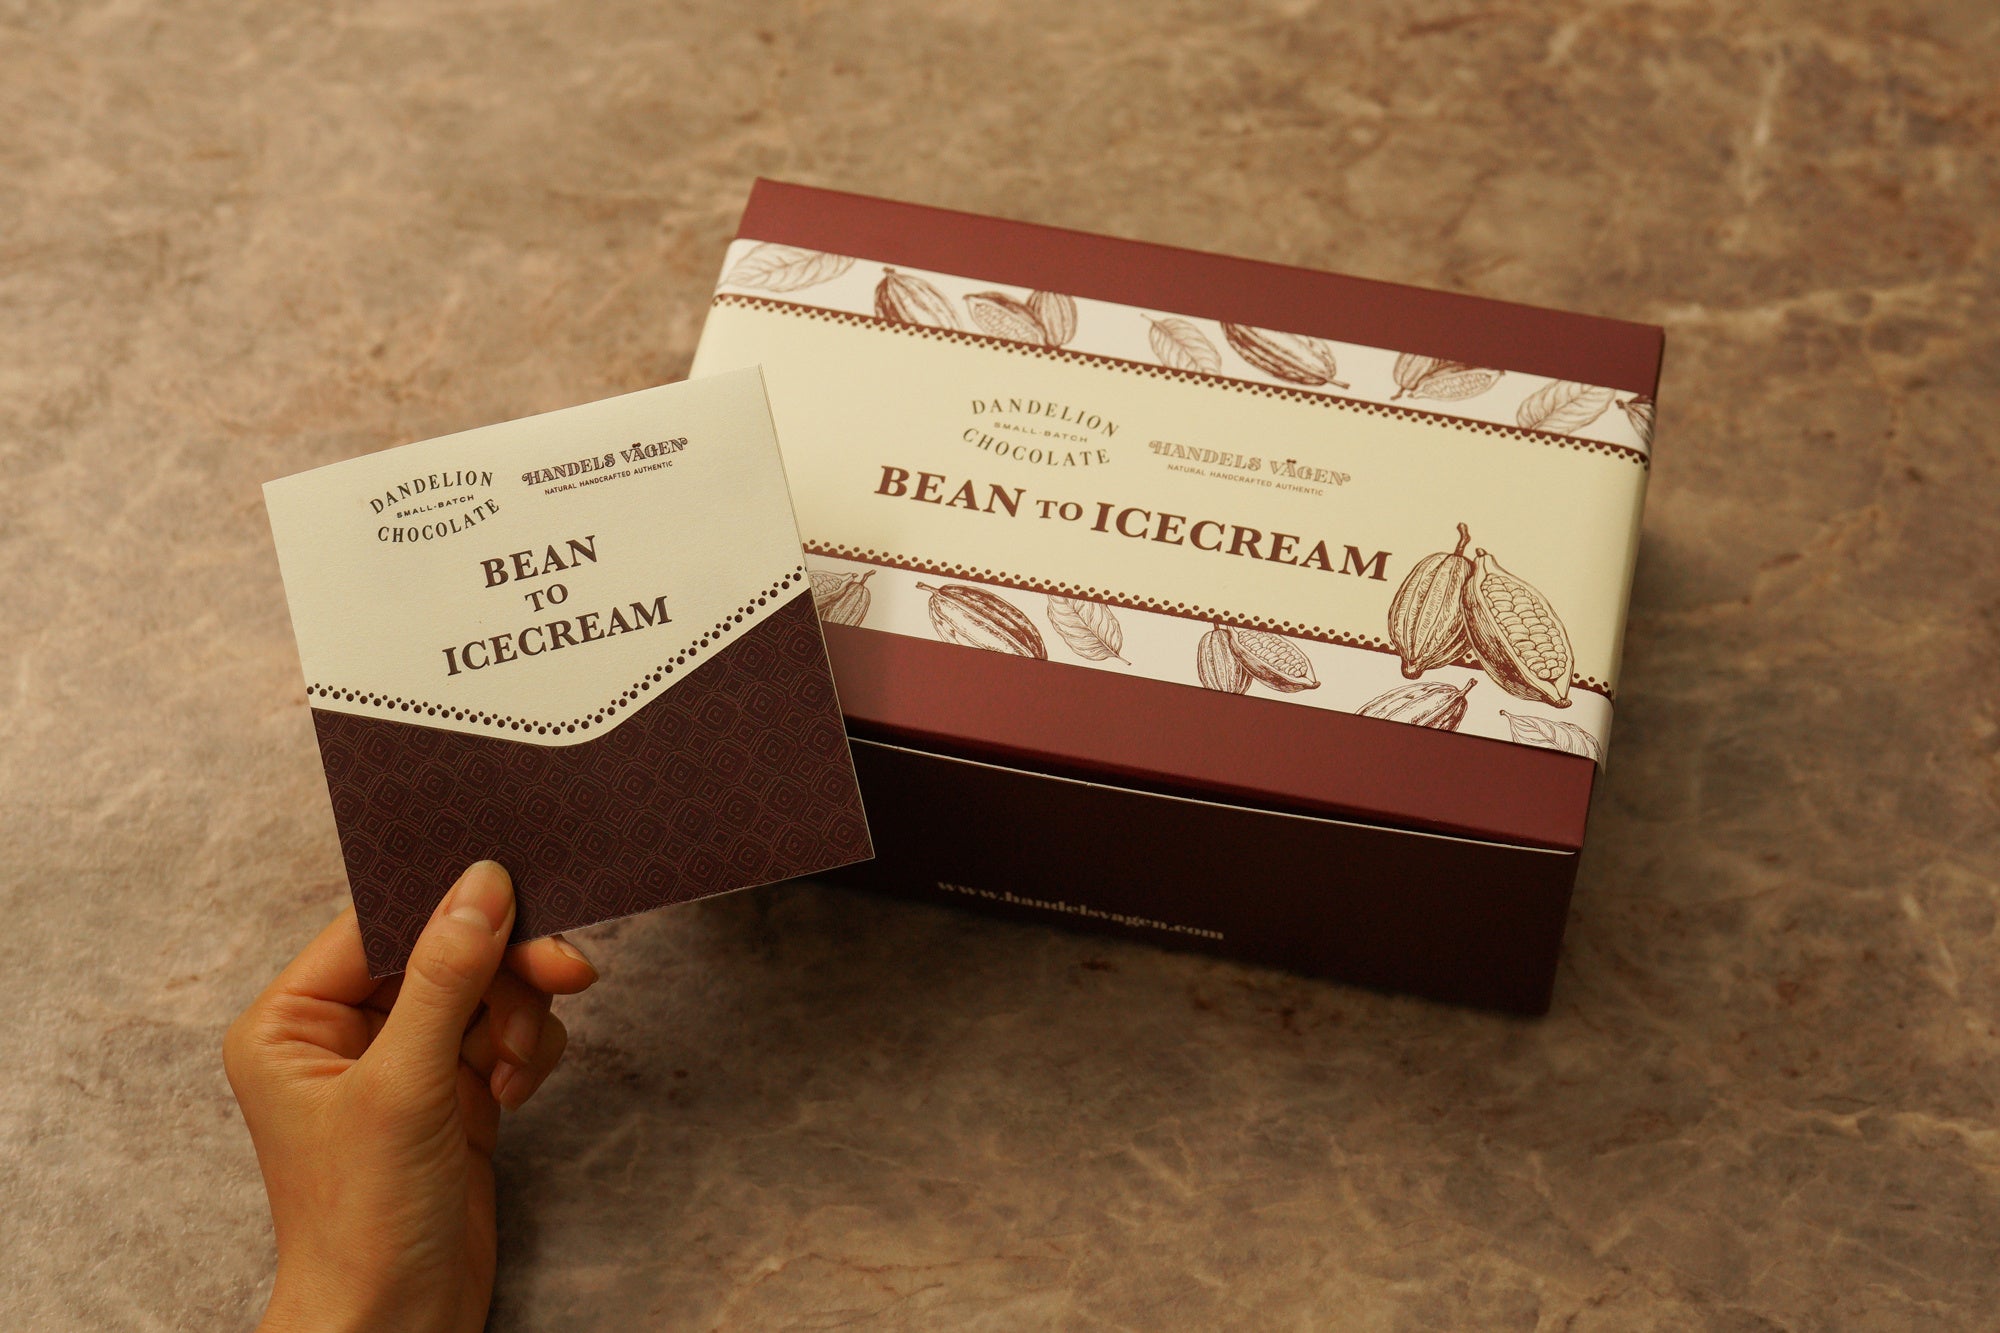 DANDELION
SMALL-BATCH
CHOCOLATE
HANDELS VÄGEN
NATURAL HANDCRAFTED AUTHENTIC
BEAN
TO
ICECREAM
DANDELION
SMALL-BATCH
CHOCOLATE
HANDELS VÄGEN
NATURAL HANDCRAFTED AUTHENTIC
BEAN TO ICECREAM
www.handelsvagen.com